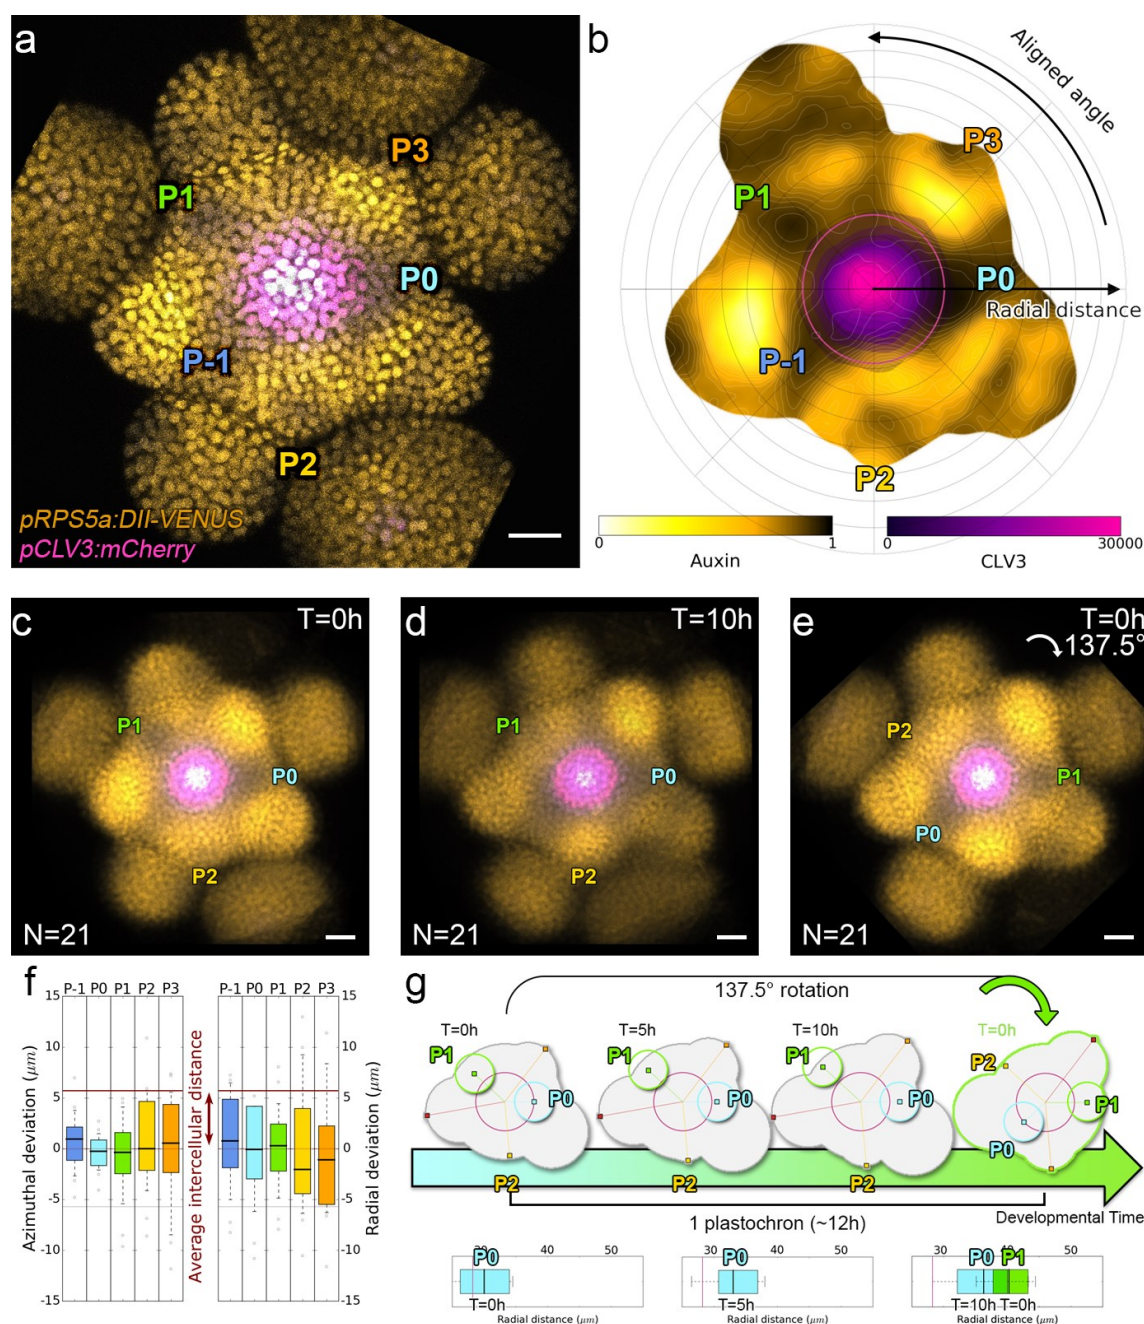 a
P3
P1
P0
P-1
P2
pRPS5a:DII-VENUS
pCLV3:mCherry
b
Aligned angle
P3
P1
P0
Radial distance
P-1
P2
0 1
Auxin
0 30000
CLV3
c
T=0h
P1
P0
P2
N=21
d
T=10h
P1
P0
P2
N=21
e
T=0h
137.5°
P2
P1
P0
N=21
f
P-1 P0 P1 P2 P3
15
10
5
0
-5
-10
-15
Azimuthal deviation (μm)
Average intercellular distance
P-1 P0 P1 P2 P3
15
10
5
0
-5
-10
-15
Radial deviation (μm)
g
137.5° rotation
T=0h
P1
P0
P2
T=5h
P1
P0
P2
T=10h
P1
P0
P2
T=0h
P2
P1
P0
1 plastochron (~12h)
Developmental Time
30 40 50
P0
T=0h
Radial distance (μm)
30 40 50
P0
T=5h
Radial distance (μm)
30 40 50
P0 P1
T=10h T=0h
Radial distance (μm)